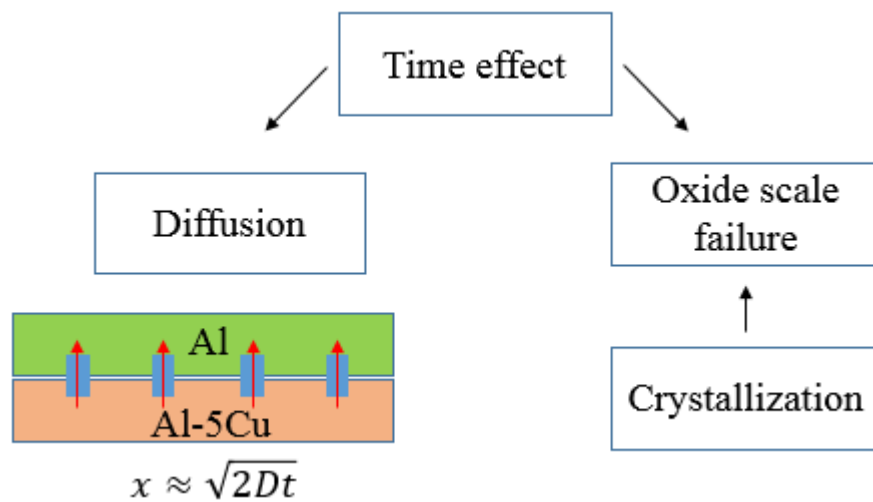 Time effect
Diffusion
Oxide scale
failure
Al
Al-5Cu
Crystallization
x ≈ √2Dt